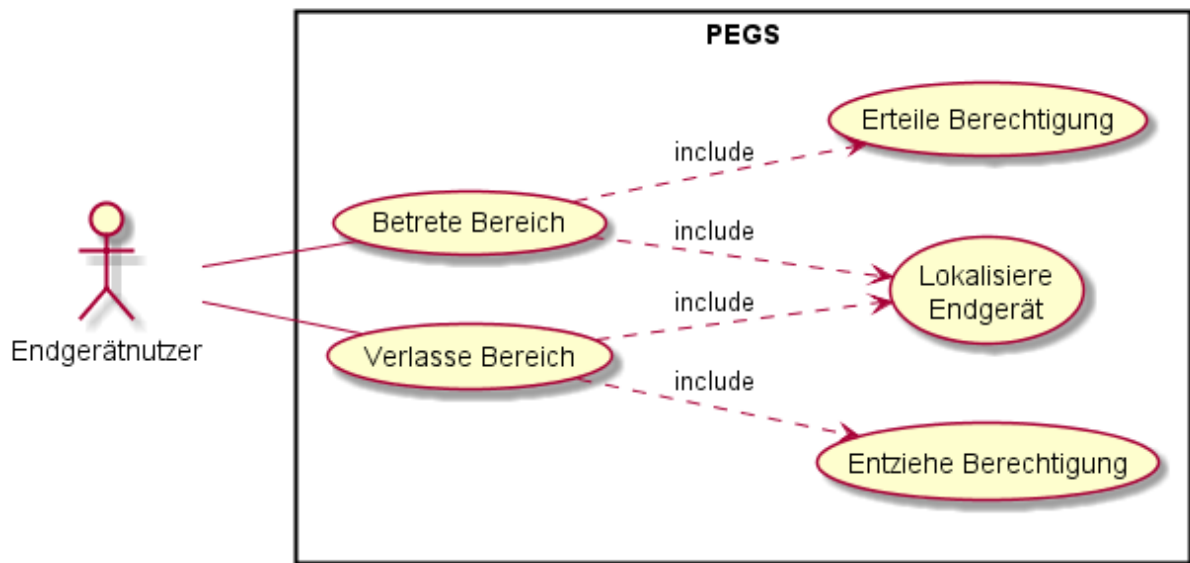 PEGS
Erteile Berechtigung
include
Betrete Bereich
include
Lokalisiere
Endgerät
include
Endgerätnutzer
Verlasse Bereich
include
Entziehe Berechtigung